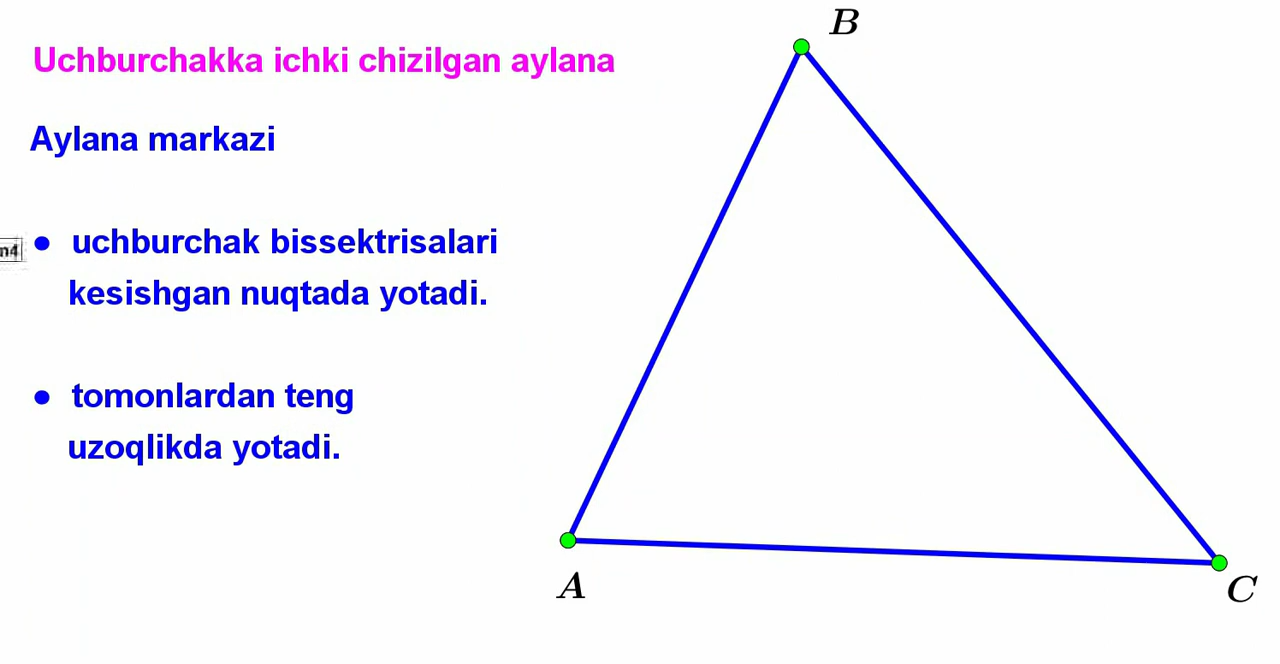 Uchburchakka ichki chizilgan aylana
Aylana markazi
● uchburchak bissektrisalari
kesishgan nuqtada yotadi.
● tomonlardan teng
uzoqlikda yotadi.
B
A
C